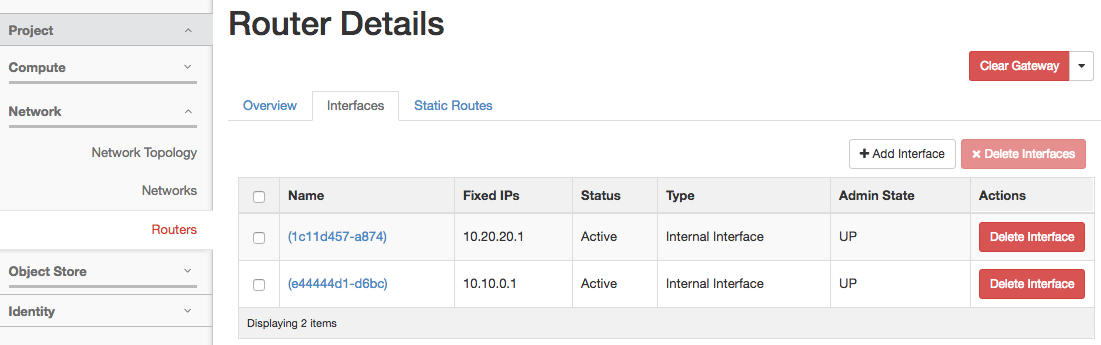 Project
Compute
Network
Network Topology
Networks
Routers
Object Store
Identity
Router Details
Clear Gateway
Overview Interfaces Static Routes
+ Add Interface × Delete Interfaces
Name Fixed IPs Status Type Admin State Actions
(1c11d457-a874) 10.20.20.1 Active Internal Interface UP Delete Interface
(e44444d1-d6bc) 10.10.0.1 Active Internal Interface UP Delete Interface
Displaying 2 items